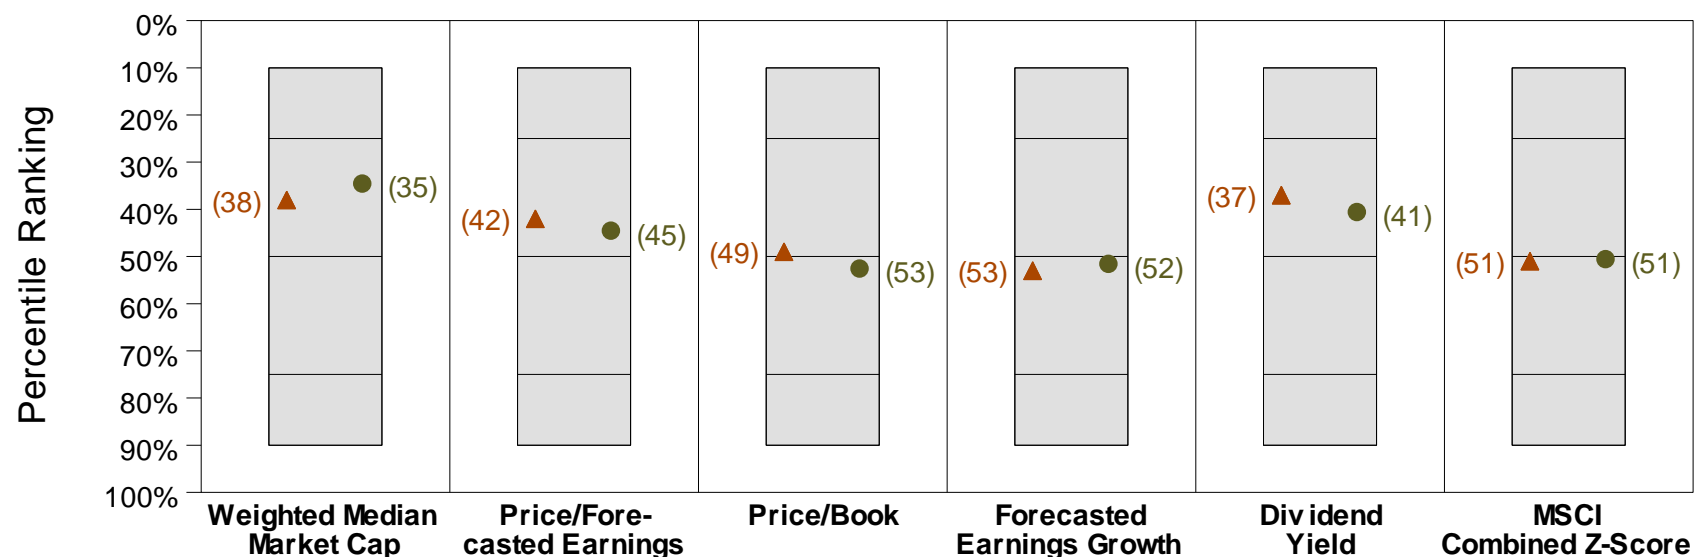 Percentile Ranking
0%
10%
20%
30%
40%
50%
60%
70%
80%
90%
100%
(38)
(35)
(42)
(45)
(49)
(53)
(53)
(52)
(37)
(41)
(51)
(51)
Weighted Median
Market Cap
Price/Fore-
casted Earnings
Price/Book
Forecasted
Earnings Growth
Dividend
Yield
MSCI
Combined Z-Score